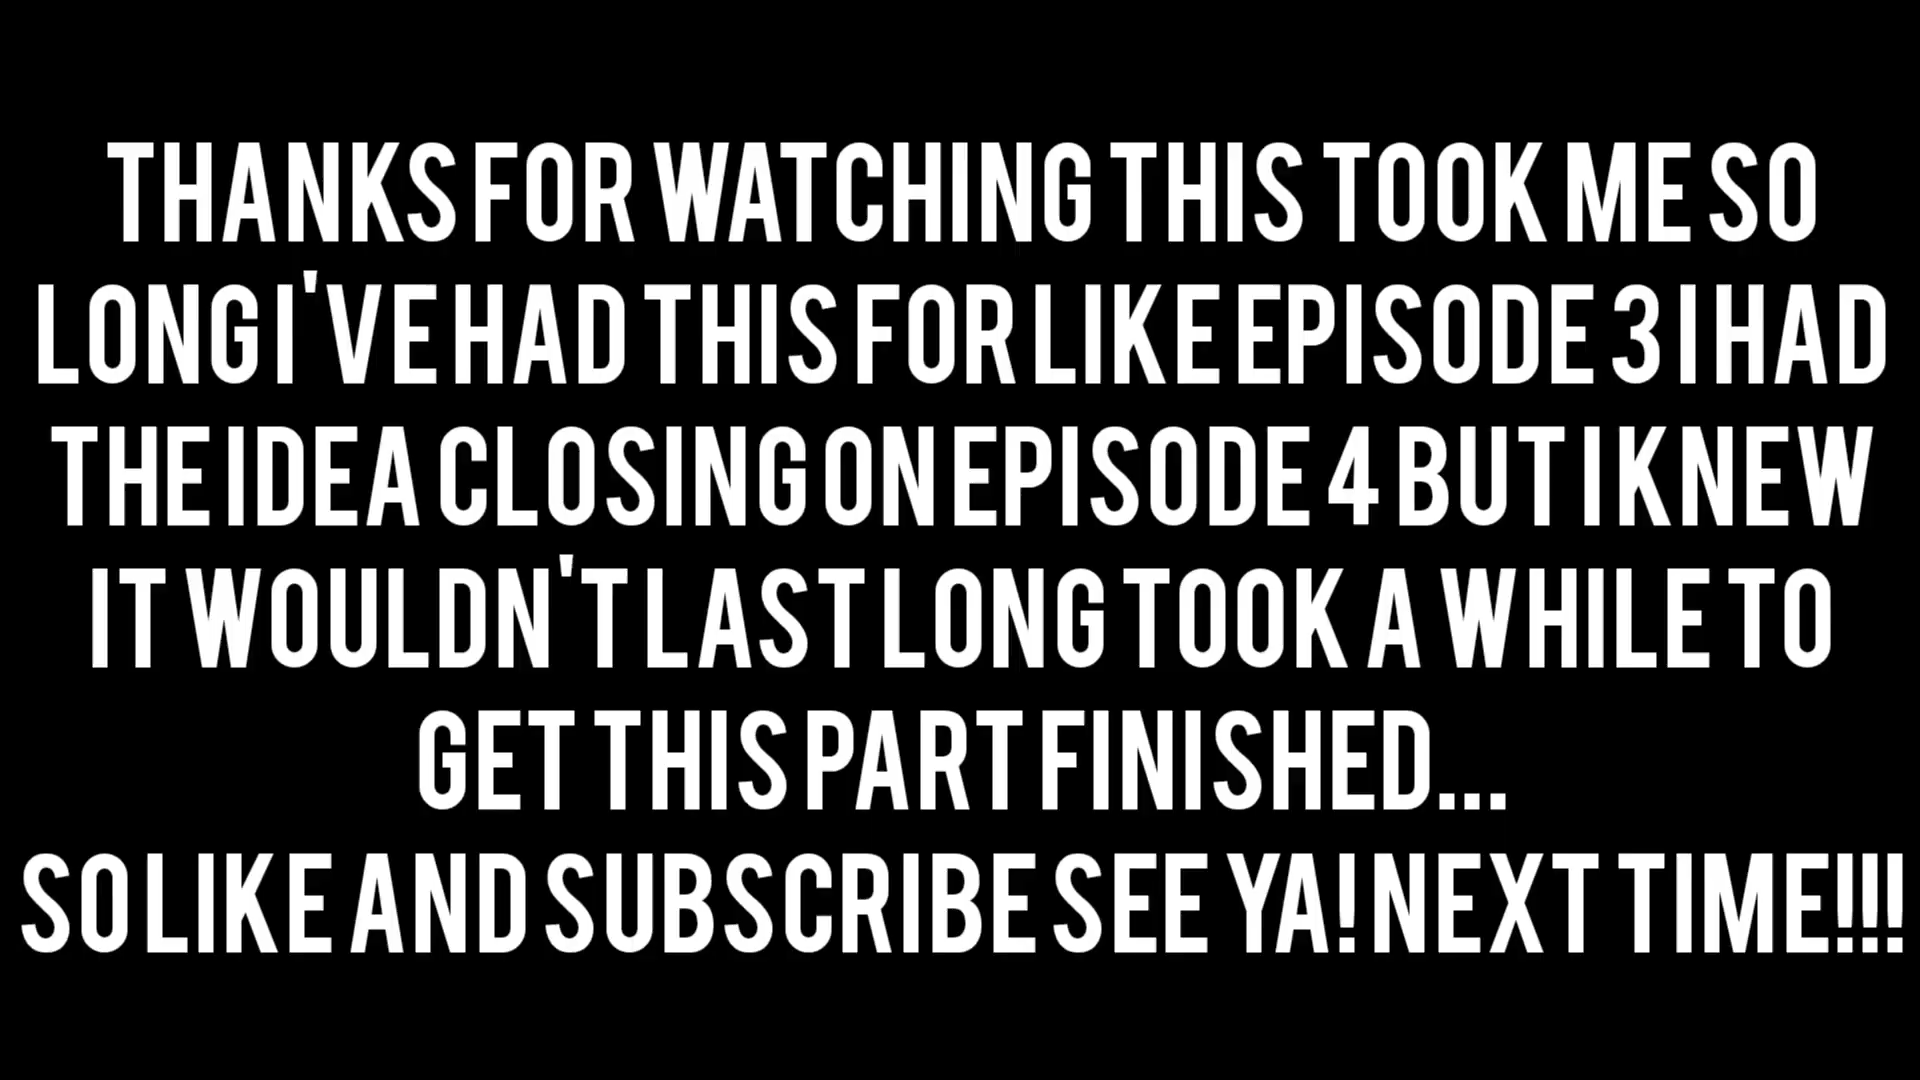 THANKS FOR WATCHING THIS TOOK ME SO
LONG I'VE HAD THIS FOR LIKE EPISODE 3 I HAD
THE IDEA CLOSING ON EPISODE 4 BUT I KNEW
IT WOULDN'T LAST LONG TOOK A WHILE TO
GET THIS PART FINISHED...
SO LIKE AND SUBSCRIBE SEE YA! NEXT TIME!!!